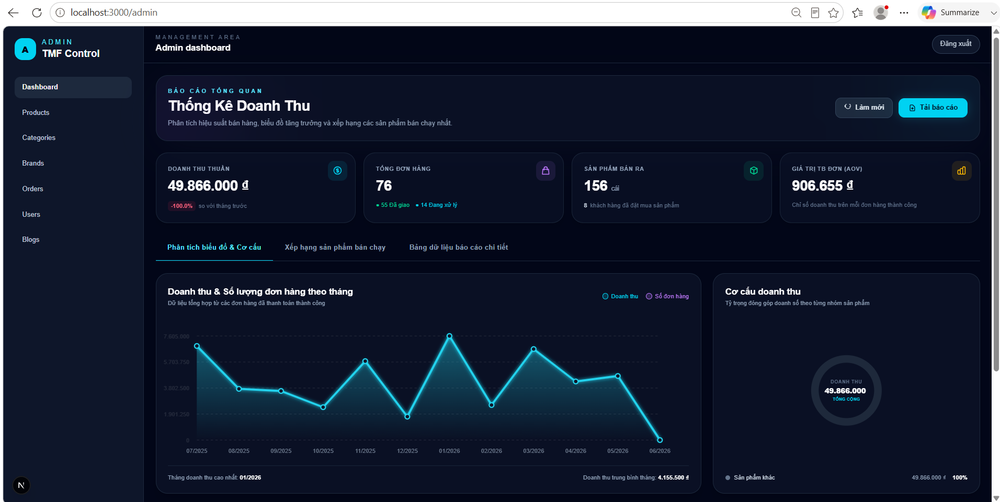 localhost:3000/admin
Summarize
A
ADMIN
TMF Control
Dashboard
Products
Categories
Brands
Orders
Users
Blogs
N
MANAGEMENT AREA
Admin dashboard
Đăng xuất
BÁO CÁO TỔNG QUAN
Thống Kê Doanh Thu
Phân tích hiệu suất bán hàng, biểu đồ tăng trưởng và xếp hạng các sản phẩm bán chạy nhất.
Làm mới
Tải báo cáo
DOANH THU THUẦN
49.866.000 ₫
-100.0% so với tháng trước
TỔNG ĐƠN HÀNG
76
55 Đã giao
14 Đang xử lý
SẢN PHẨM BÁN RA
156 cái
8 khách hàng đã đặt mua sản phẩm
GIÁ TRỊ TB ĐƠN (AOV)
906.655 ₫
Chỉ số doanh thu trên mỗi đơn hàng thành công
Phân tích biểu đồ & Cơ cấu
Xếp hạng sản phẩm bán chạy
Bảng dữ liệu báo cáo chi tiết
Doanh thu & Số lượng đơn hàng theo tháng
Dữ liệu tổng hợp từ các đơn hàng đã thanh toán thành công
Doanh thu
Số đơn hàng
7.605.000
5.703.750
3.802.500
1.901.250
0
07/2025
08/2025
09/2025
10/2025
11/2025
12/2025
01/2026
02/2026
03/2026
04/2026
05/2026
06/2026
Tháng doanh thu cao nhất: 01/2026
Doanh thu trung bình tháng: 4.155.500 ₫
Cơ cấu doanh thu
Tỷ trọng đóng góp doanh số theo từng nhóm sản phẩm
DOANH THU
49.866.000
TỔNG CỘNG
Sản phẩm khác
49.866.000 ₫ 100%